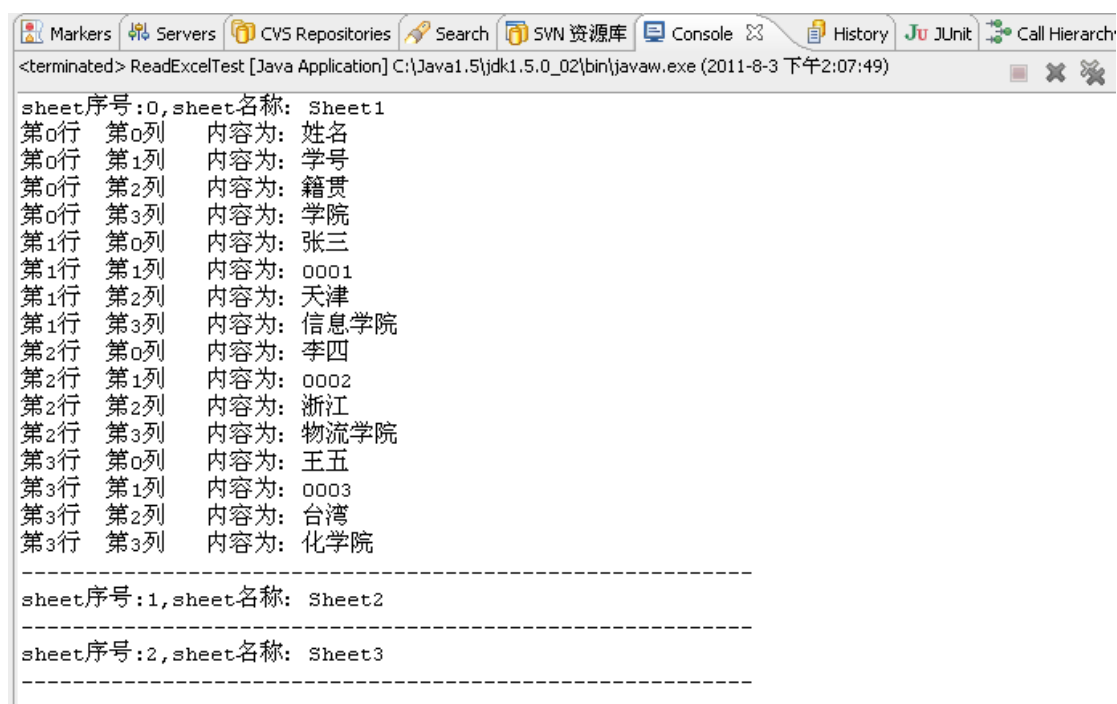 Markers Servers CVS Repositories Search SVN 资源库 Console History JUnit Call Hierarchy
<terminated> ReadExcelTest [Java Application] C:\Java1.5\jdk1.5.0_02\bin\javaw.exe (2011-8-3 下午2:07:49)
sheet序号:0,sheet名称: Sheet1
第0行 第0列 内容为: 姓名
第0行 第1列 内容为: 学号
第0行 第2列 内容为: 籍贯
第0行 第3列 内容为: 学院
第1行 第0列 内容为: 张三
第1行 第1列 内容为: 0001
第1行 第2列 内容为: 天津
第1行 第3列 内容为: 信息学院
第2行 第0列 内容为: 李四
第2行 第1列 内容为: 0002
第2行 第2列 内容为: 浙江
第2行 第3列 内容为: 物流学院
第3行 第0列 内容为: 王五
第3行 第1列 内容为: 0003
第3行 第2列 内容为: 台湾
第3行 第3列 内容为: 化学院
---------------------------------------------------------
sheet序号:1,sheet名称: Sheet2
---------------------------------------------------------
sheet序号:2,sheet名称: Sheet3
---------------------------------------------------------